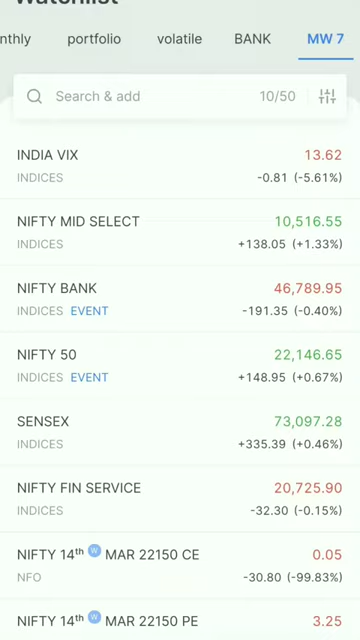 Watchlist
nthly portfolio volatile BANK MW 7
Search & add 10/50
INDIA VIX 13.62
INDICES -0.81 (-5.61%)
NIFTY MID SELECT 10,516.55
INDICES +138.05 (+1.33%)
NIFTY BANK 46,789.95
INDICES EVENT -191.35 (-0.40%)
NIFTY 50 22,146.65
INDICES EVENT +148.95 (+0.67%)
SENSEX 73,097.28
INDICES +335.39 (+0.46%)
NIFTY FIN SERVICE 20,725.90
INDICES -32.30 (-0.15%)
NIFTY 14th W MAR 22150 CE 0.05
NFO -30.80 (-99.83%)
NIFTY 14th W MAR 22150 PE 3.25